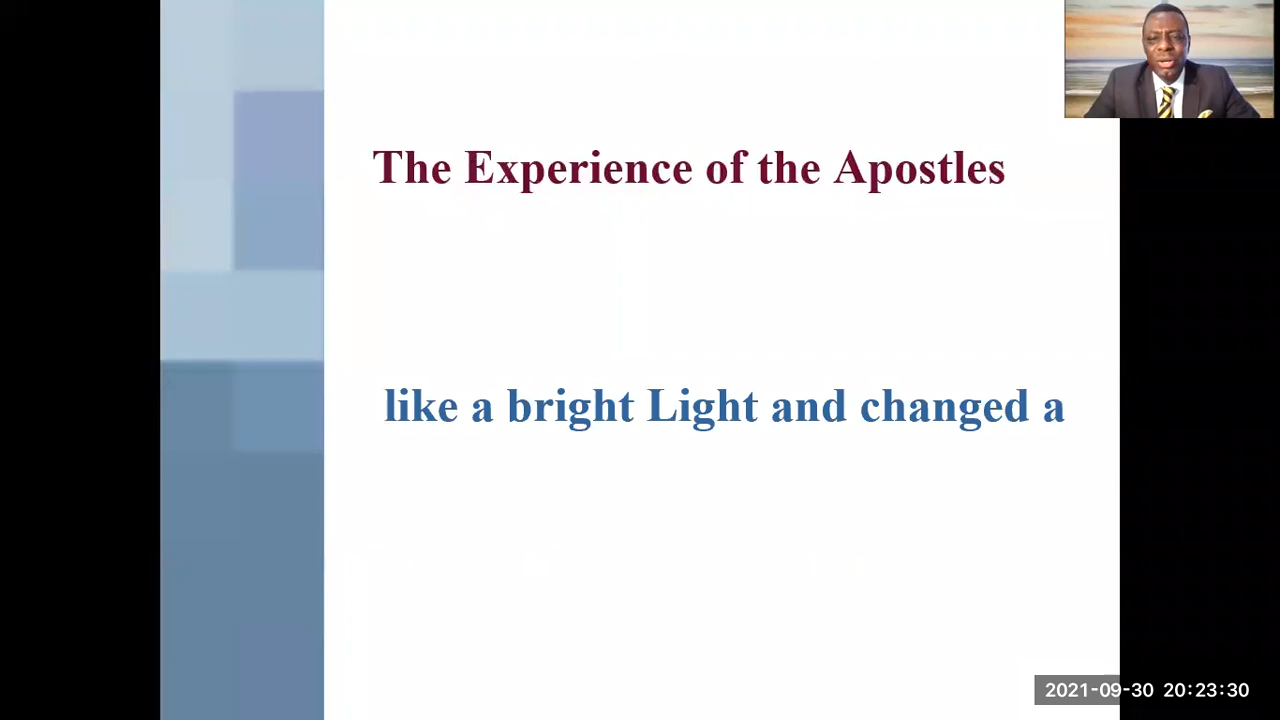 The Experience of the Apostles
like a bright Light and changed a
2021-09-30 20:23:30